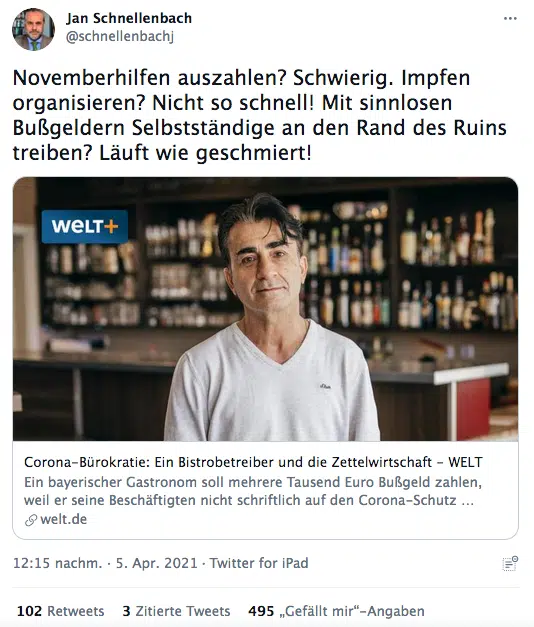 Jan Schnellenbach
@schnellenbachj
Novemberhilfen auszahlen? Schwierig. Impfen
organisieren? Nicht so schnell! Mit sinnlosen
Bußgeldern Selbstständige an den Rand des Ruins
treiben? Läuft wie geschmiert!
WELT+
Corona-Bürokratie: Ein Bistrobetreiber und die Zettelwirtschaft - WELT
Ein bayerischer Gastronom soll mehrere Tausend Euro Bußgeld zahlen,
weil er seine Beschäftigten nicht schriftlich auf den Corona-Schutz ...
welt.de
12:15 nachm. · 5. Apr. 2021 · Twitter for iPad
102 Retweets 3 Zitierte Tweets 495 „Gefällt mir“-Angaben